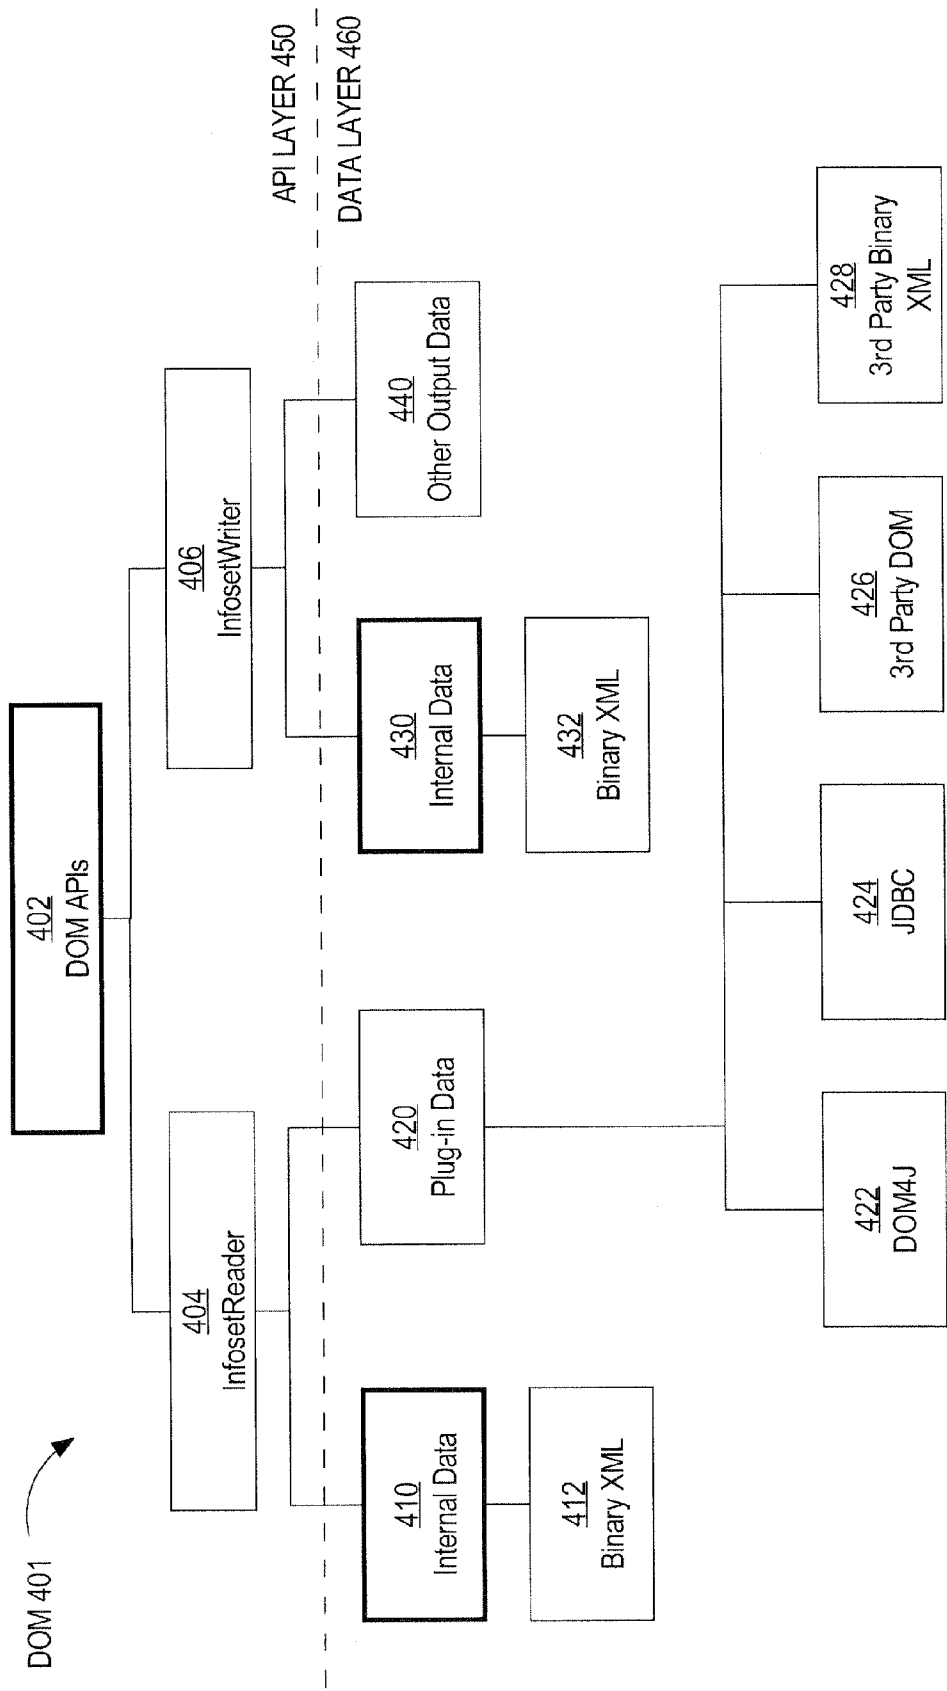 DOM 401
402
DOM APIs
404
InfosetReader
406
InfosetWriter
API LAYER 450
DATA LAYER 460
410
Internal Data
420
Plug-in Data
430
Internal Data
440
Other Output Data
412
Binary XML
432
Binary XML
422
DOM4J
424
JDBC
426
3rd Party DOM
428
3rd Party Binary
XML